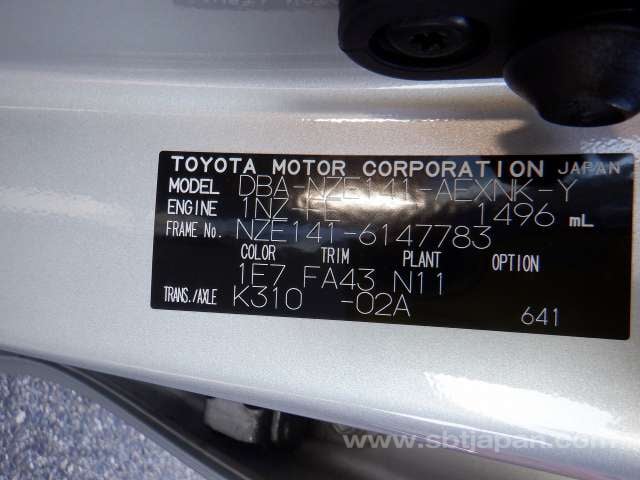 TOYOTA MOTOR CORPORATION JAPAN
MODEL DBA-NZE141-AEXNK-Y
ENGINE 1NZ-FE 1496 mL
FRAME No. NZE141-6147783
COLOR TRIM PLANT OPTION
1E7 FA43 N11
TRANS./AXLE K310 -02A
641
www.sbtjapan.com